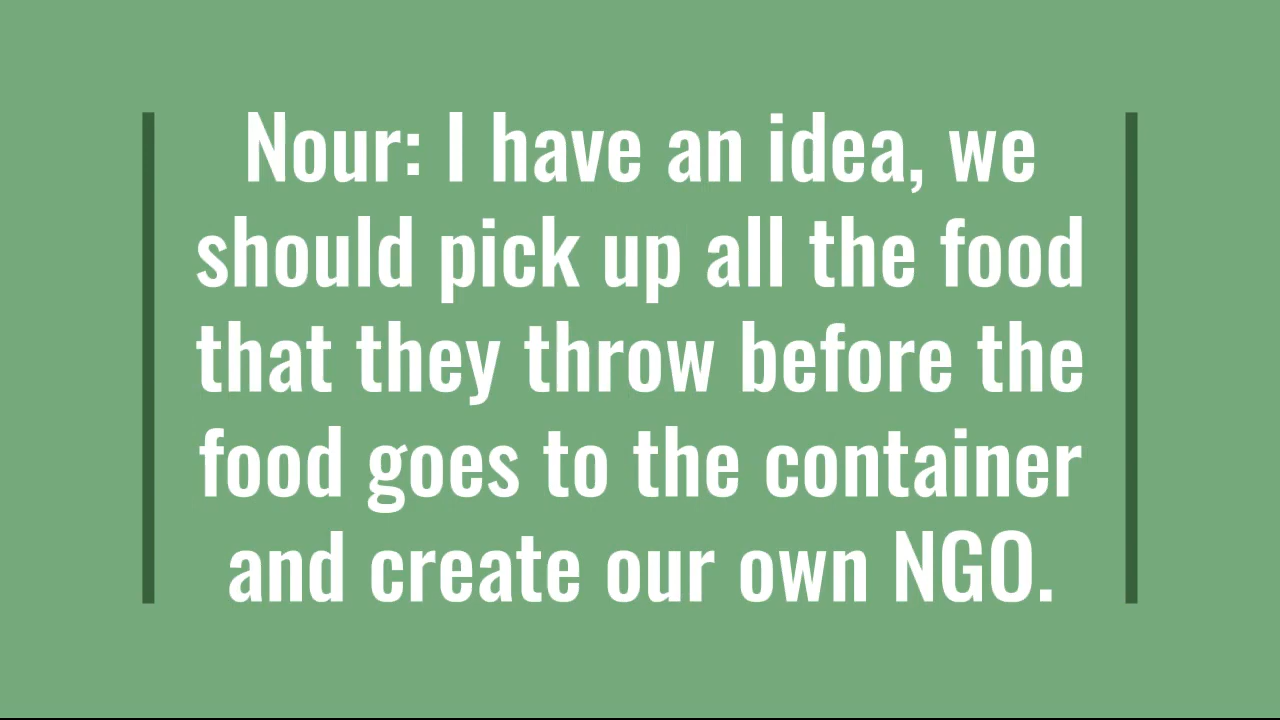 Nour: I have an idea, we
should pick up all the food
that they throw before the
food goes to the container
and create our own NGO.